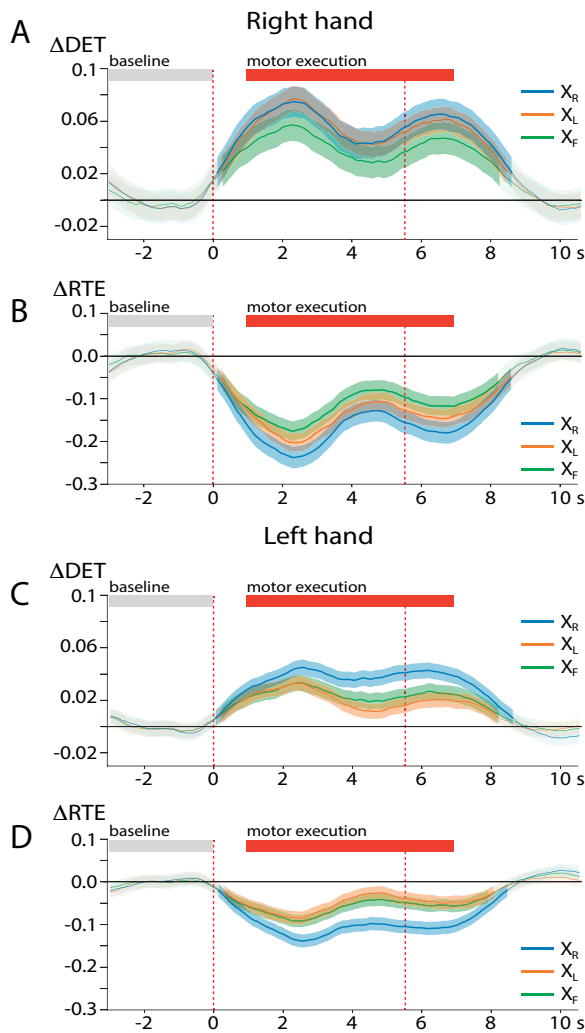 Right hand
A
ΔDET
baseline motor execution
0.1
0.06
0.02
-0.02
X_R
X_L
X_F
-2 0 2 4 6 8 10 s
B
ΔRTE
baseline motor execution
0.1
0.0
-0.1
-0.2
-0.3
X_R
X_L
X_F
-2 0 2 4 6 8 10 s
Left hand
C
ΔDET
baseline motor execution
0.1
0.06
0.02
-0.02
X_R
X_L
X_F
-2 0 2 4 6 8 10 s
D
ΔRTE
baseline motor execution
0.1
0.0
-0.1
-0.2
-0.3
X_R
X_L
X_F
-2 0 2 4 6 8 10 s